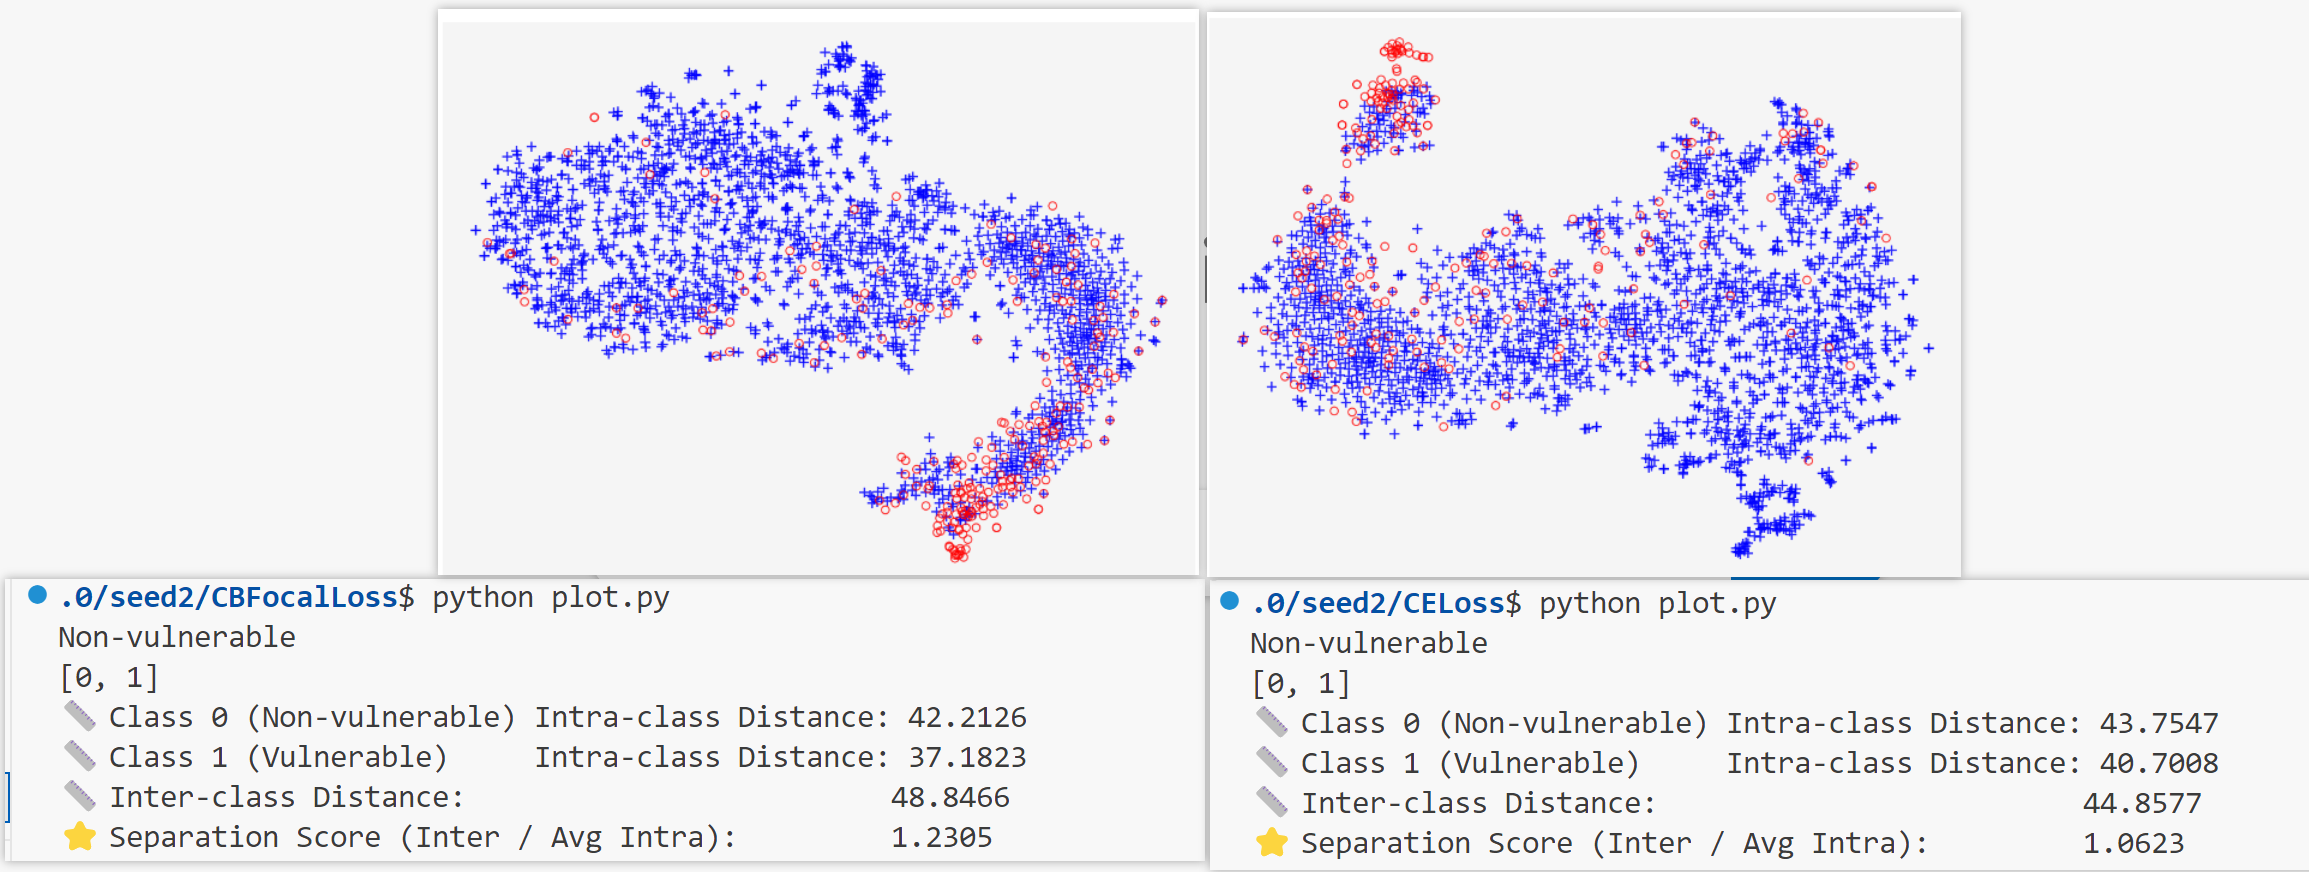 .0/seed2/CBFocalLoss$ python plot.py
Non-vulnerable
[0, 1]
📏 Class 0 (Non-vulnerable) Intra-class Distance: 42.2126
📏 Class 1 (Vulnerable)     Intra-class Distance: 37.1823
📏 Inter-class Distance:                         48.8466
⭐ Separation Score (Inter / Avg Intra):         1.2305
.0/seed2/CELoss$ python plot.py
Non-vulnerable
[0, 1]
📏 Class 0 (Non-vulnerable) Intra-class Distance: 43.7547
📏 Class 1 (Vulnerable)     Intra-class Distance: 40.7008
📏 Inter-class Distance:                         44.8577
⭐ Separation Score (Inter / Avg Intra):         1.0623